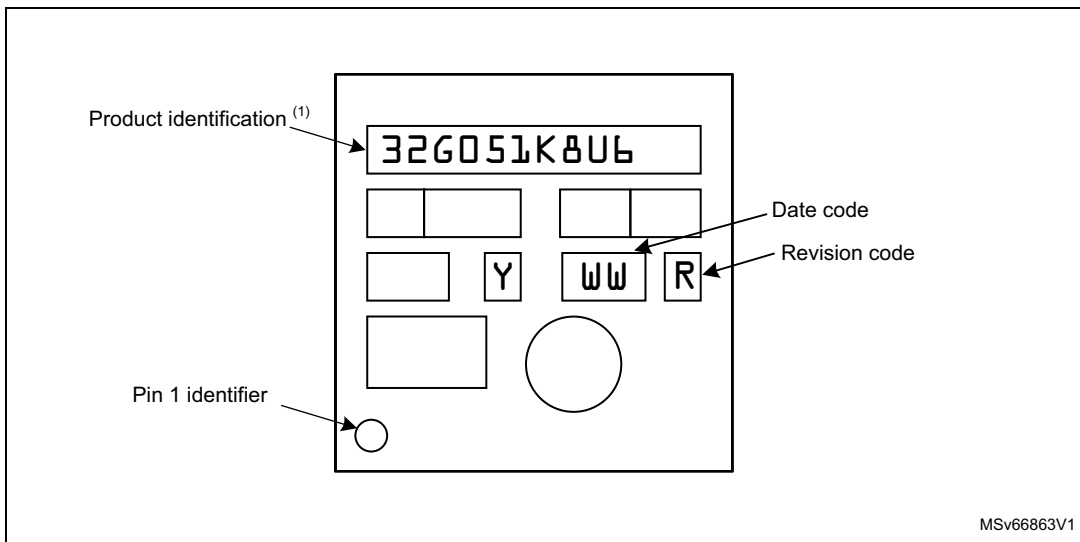 Product identification (1)
32G051K8U6
Date code
Revision code
Y WW R
Pin 1 identifier
MSv66863V1